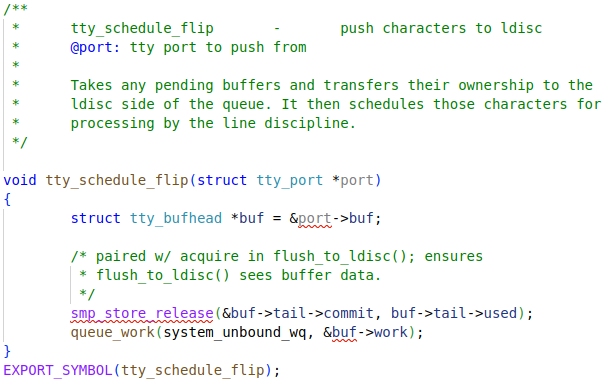 /**
 *	tty_schedule_flip	-	push characters to ldisc
 *	@port: tty port to push from
 *
 *	Takes any pending buffers and transfers their ownership to the
 *	ldisc side of the queue. It then schedules those characters for
 *	processing by the line discipline.
 */

void tty_schedule_flip(struct tty_port *port)
{
	struct tty_bufhead *buf = &port->buf;

	/* paired w/ acquire in flush_to_ldisc(); ensures
	 * flush_to_ldisc() sees buffer data.
	 */
	smp_store_release(&buf->tail->commit, buf->tail->used);
	queue_work(system_unbound_wq, &buf->work);
}
EXPORT_SYMBOL(tty_schedule_flip);